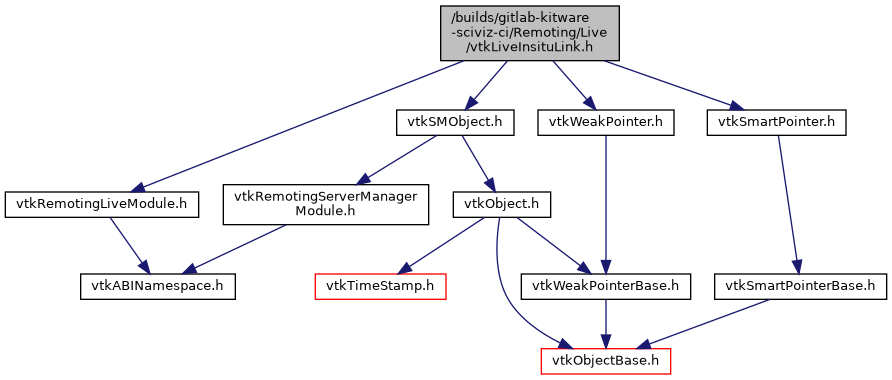 /builds/gitlab-kitware
-sciviz-ci/Remoting/Live
/vtkLiveInsituLink.h
vtkSMObject.h
vtkWeakPointer.h
vtkSmartPointer.h
vtkRemotingLiveModule.h
vtkRemotingServerManager
Module.h
vtkObject.h
vtkABINamespace.h
vtkTimeStamp.h
vtkWeakPointerBase.h
vtkSmartPointerBase.h
vtkObjectBase.h